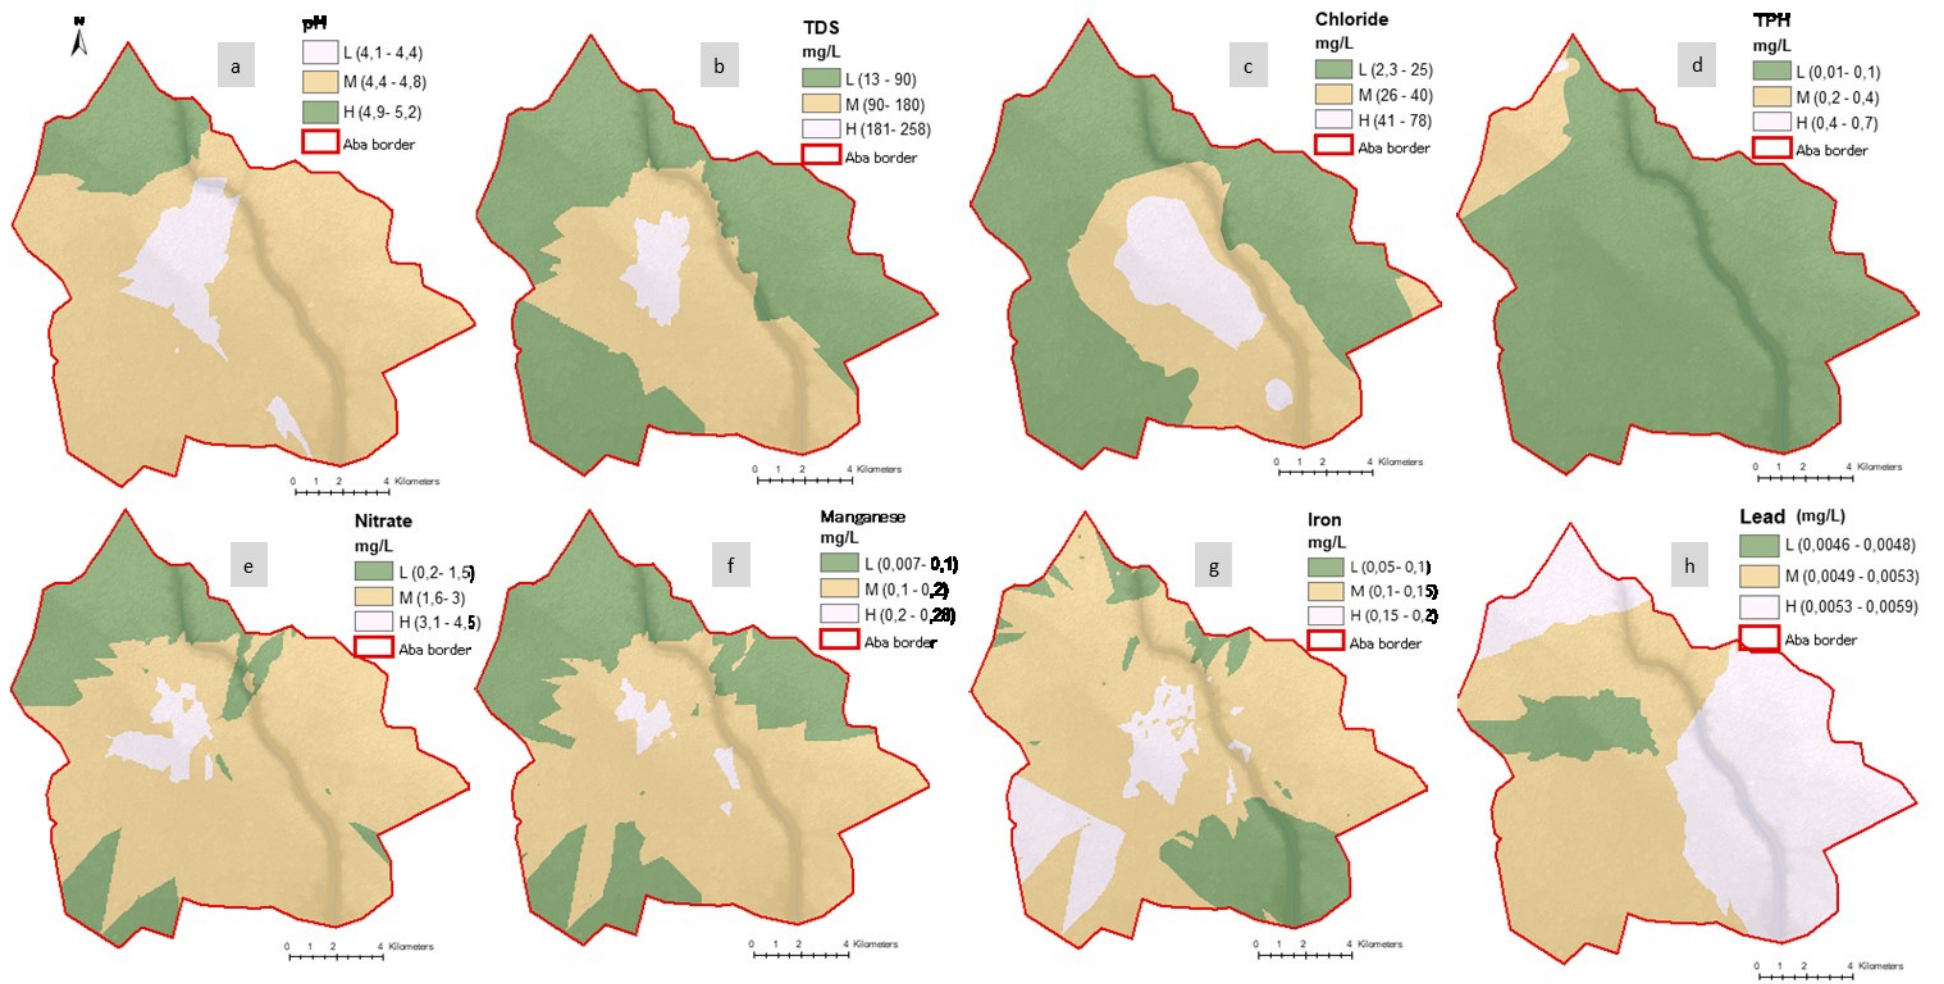 N
a
pH
L (4,1 - 4,4)
M (4,4 - 4,8)
H (4,9- 5,2)
Aba border
0 1 2 4 Kilometers
b
TDS
mg/L
L (13 - 90)
M (90- 180)
H (181- 258)
Aba border
0 1 2 4 Kilometers
c
Chloride
mg/L
L (2,3 - 25)
M (26 - 40)
H (41 - 78)
Aba border
0 1 2 4 Kilometers
d
TPH
mg/L
L (0,01- 0,1)
M (0,2 - 0,4)
H (0,4 - 0,7)
Aba border
0 1 2 4 Kilometers
e
Nitrate
mg/L
L (0,2- 1,5)
M (1,6- 3)
H (3,1 - 4,5)
Aba border
0 1 2 4 Kilometers
f
Manganese
mg/L
L (0,007- 0,1)
M (0,1 - 0,2)
H (0,2 - 0,28)
Aba border
0 1 2 4 Kilometers
g
Iron
mg/L
L (0,05- 0,1)
M (0,1- 0,15)
H (0,15 - 0,2)
Aba border
0 1 2 4 Kilometers
h
Lead (mg/L)
L (0,0046 - 0,0048)
M (0,0049 - 0,0053)
H (0,0053 - 0,0059)
Aba border
0 1 2 4 Kilometers